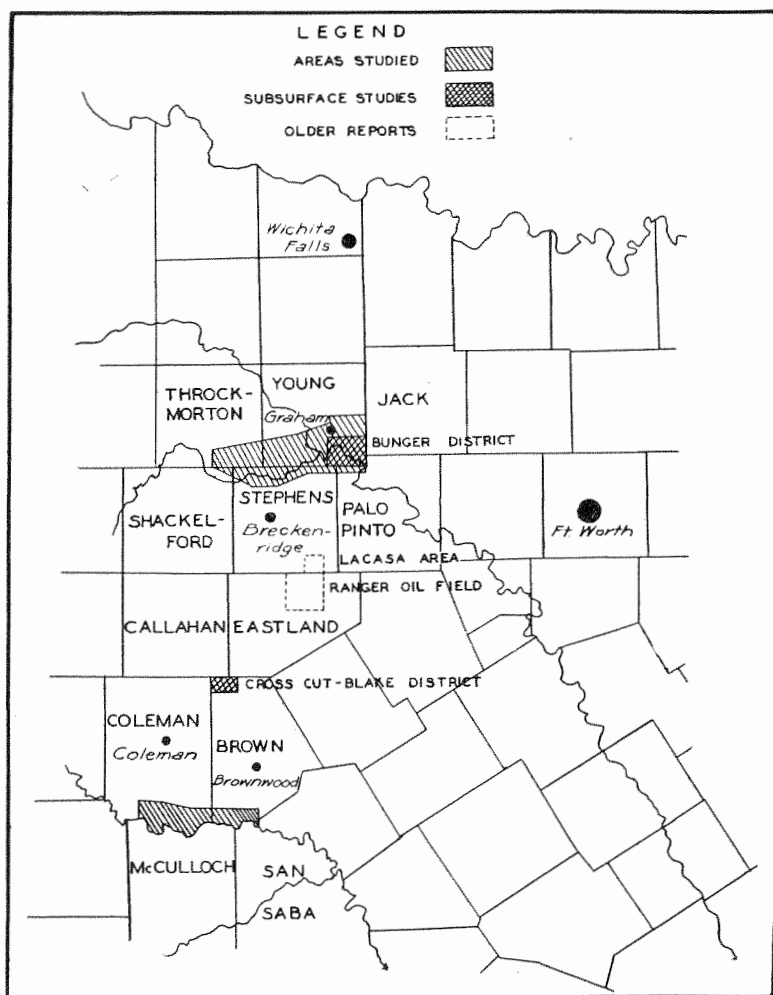 LEGEND
AREAS STUDIED
SUBSURFACE STUDIES
OLDER REPORTS
Wichita
Falls
THROCK-
MORTON
YOUNG
JACK
Graham
BUNGER DISTRICT
SHACKEL-
FORD
STEPHENS
Brecken-
ridge
PALO
PINTO
Ft. Worth
LACASA AREA
RANGER OIL FIELD
CALLAHAN
EASTLAND
CROSS CUT-BLAKE DISTRICT
COLEMAN
Coleman
BROWN
Brownwood
McCULLOCH
SAN
SABA